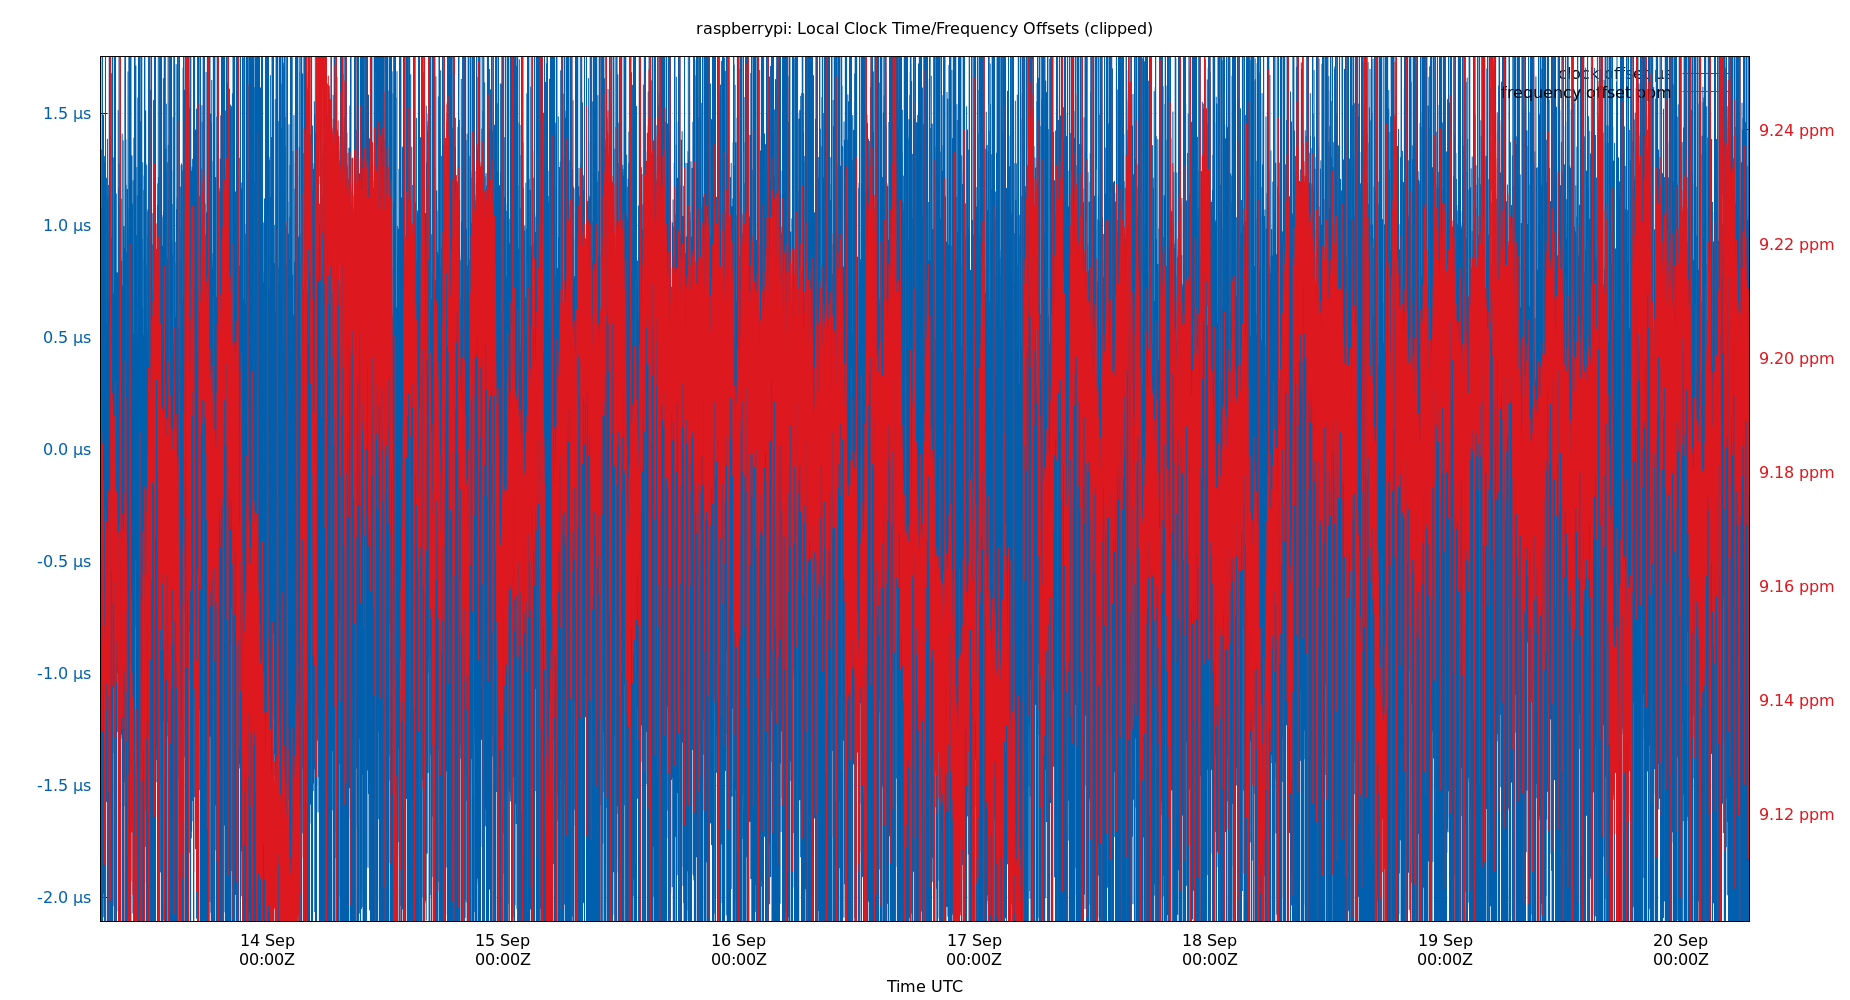 raspberrypi: Local Clock Time/Frequency Offsets (clipped)
clock offset µs
frequency offset ppm
1.5 µs
1.0 µs
0.5 µs
0.0 µs
-0.5 µs
-1.0 µs
-1.5 µs
-2.0 µs
9.24 ppm
9.22 ppm
9.20 ppm
9.18 ppm
9.16 ppm
9.14 ppm
9.12 ppm
14 Sep
00:00Z
15 Sep
00:00Z
16 Sep
00:00Z
17 Sep
00:00Z
18 Sep
00:00Z
19 Sep
00:00Z
20 Sep
00:00Z
Time UTC